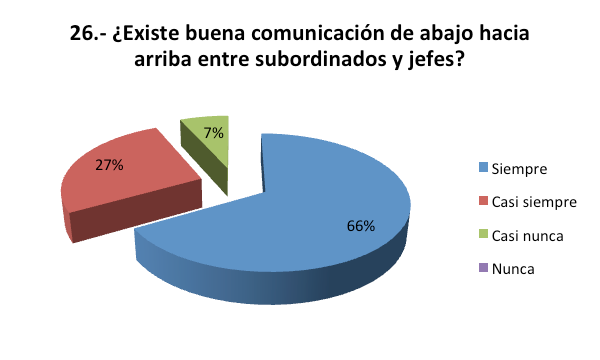 26.- ¿Existe buena comunicación de abajo hacia
arriba entre subordinados y jefes?
7%
27%
66%
Siempre
Casi siempre
Casi nunca
Nunca